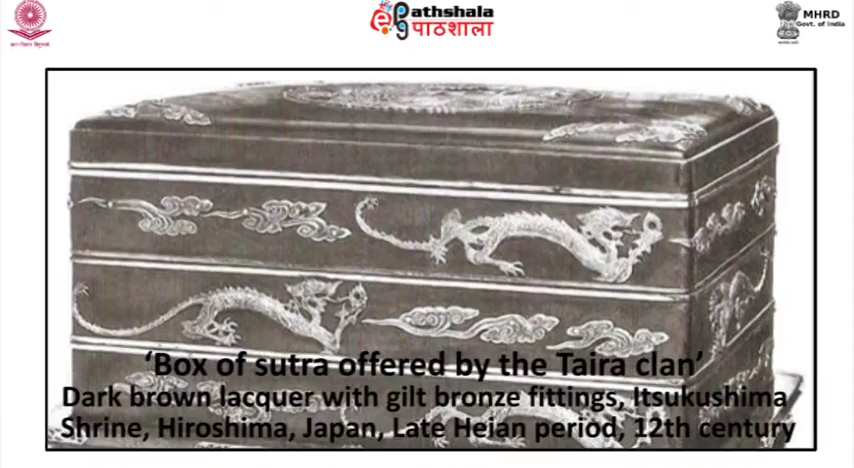 epathshala
पाठशाला
MHRD
Govt. of India
‘Box of sutra offered by the Taira clan’
Dark brown lacquer with gilt bronze fittings, Itsukushima
Shrine, Hiroshima, Japan, Late Heian period, 12th century